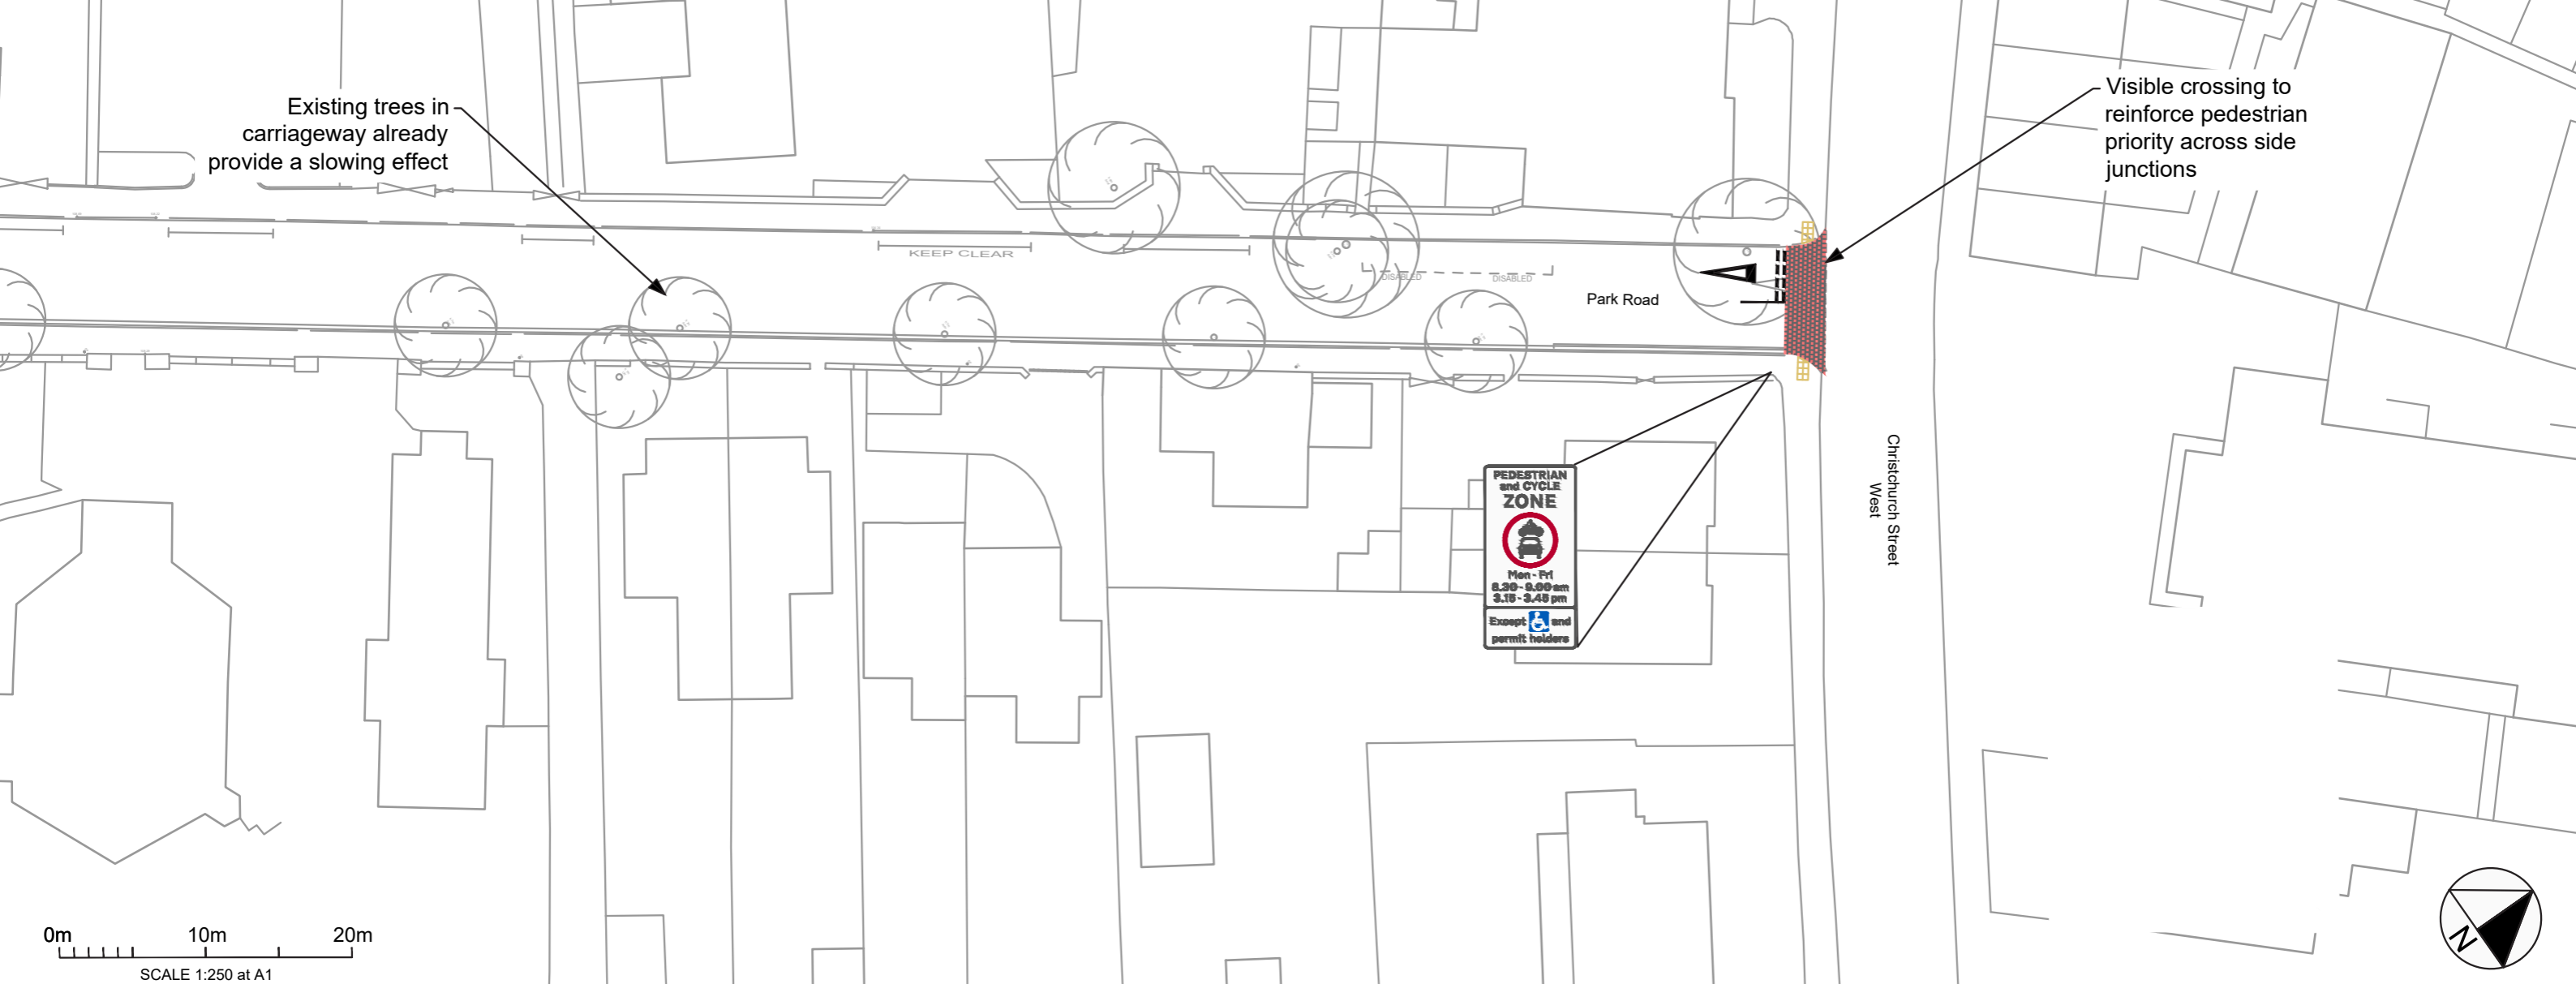 Existing trees in
carriageway already
provide a slowing effect
Visible crossing to
reinforce pedestrian
priority across side
junctions
KEEP CLEAR
DISABLED
DISABLED
Park Road
Christchurch Street
West
PEDESTRIAN
and CYCLE
ZONE
Mon - Fri
8.30 - 9.00 am
3.15 - 3.45 pm
Except and
permit holders
0m
10m
20m
SCALE 1:250 at A1
N